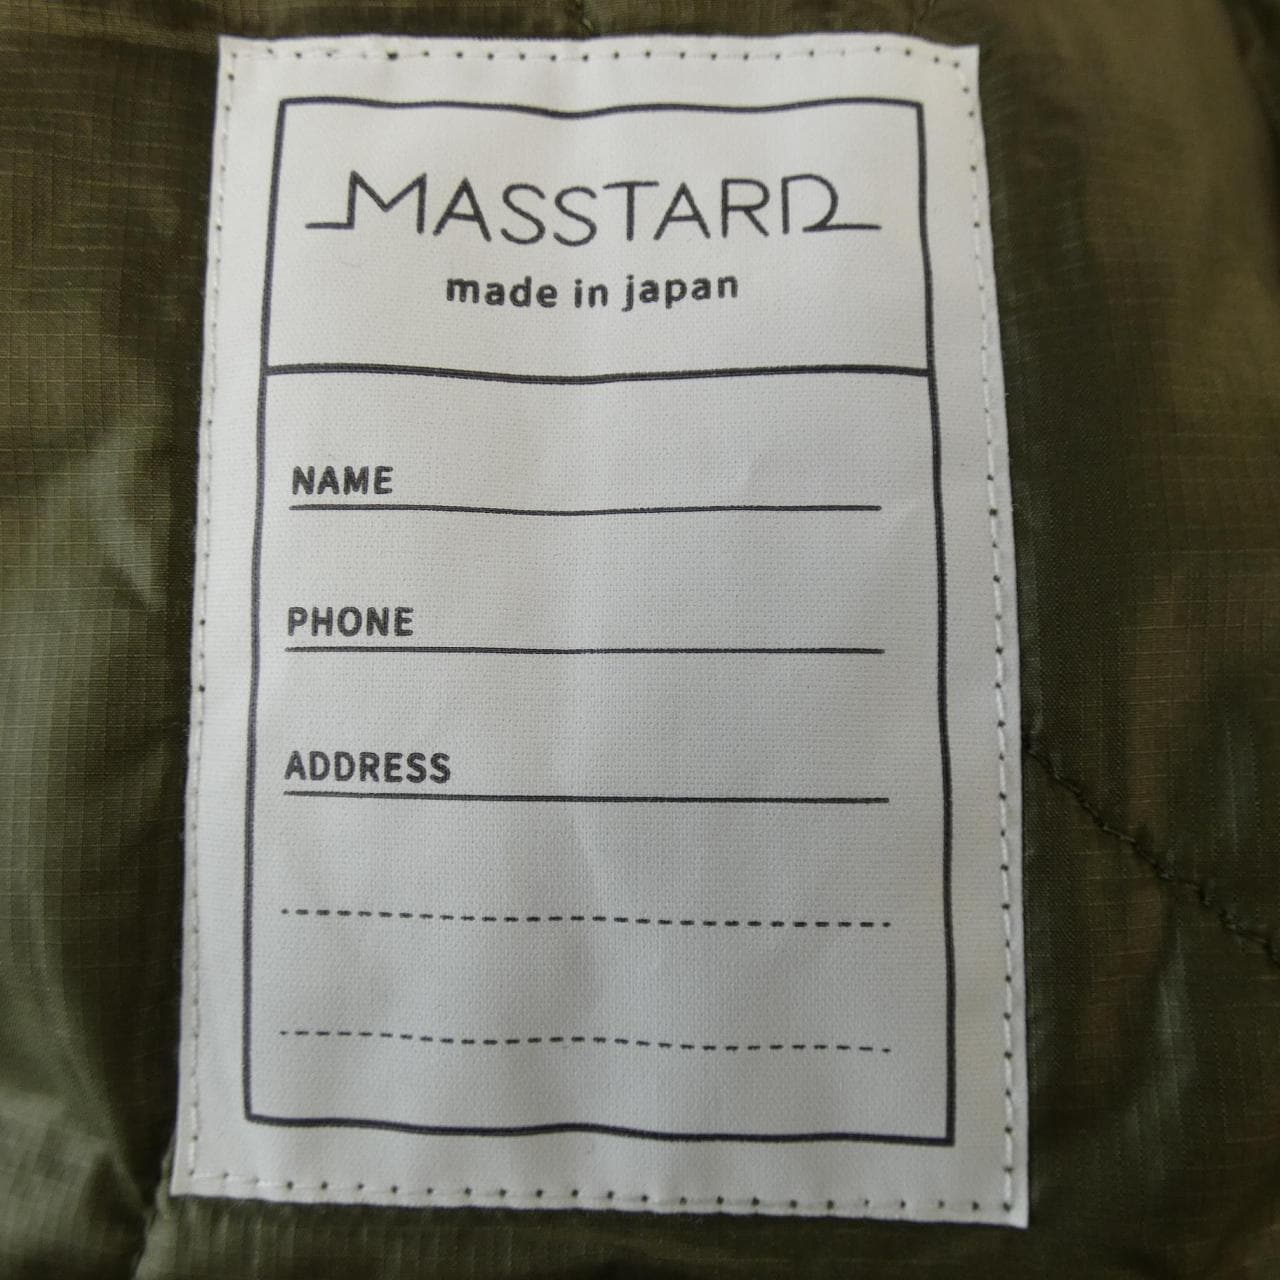 MASSTARD
made in japan
NAME
PHONE
ADDRESS